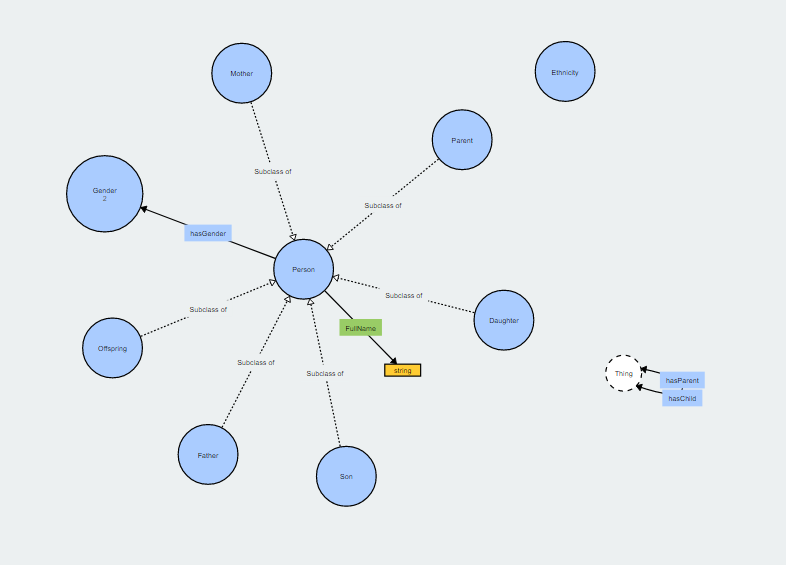 Mother
Ethnicity
Parent
Subclass of
Gender
2
Subclass of
hasGender
Person
Subclass of
Subclass of
Daughter
FullName
Offspring
Subclass of
Subclass of
string
Thing
hasParent
hasChild
Father
Son